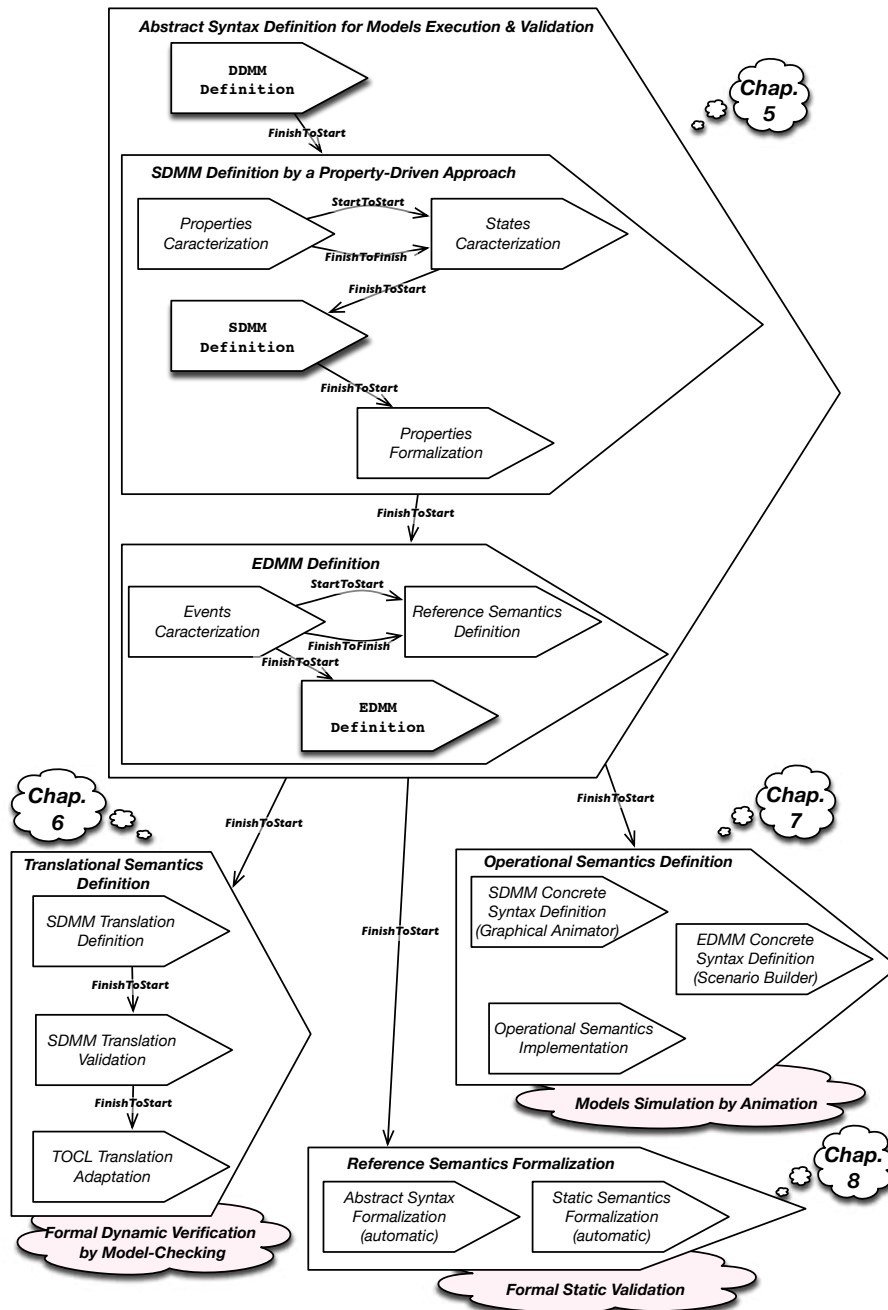 Abstract Syntax Definition for Models Execution & Validation
DDMM
Definition
Chap.
5
FinishToStart
SDMM Definition by a Property-Driven Approach
StartToStart
Properties
Caracterization
States
Caracterization
FinishToFinish
FinishToStart
SDMM
Definition
FinishToStart
Properties
Formalization
FinishToStart
EDMM Definition
StartToStart
Events
Caracterization
Reference Semantics
Definition
FinishToFinish
FinishToStart
EDMM
Definition
Chap.
6
FinishToStart
FinishToStart
Chap.
7
Translational Semantics
Definition
SDMM Translation
Definition
FinishToStart
SDMM Translation
Validation
FinishToStart
TOCL Translation
Adaptation
Formal Dynamic Verification
by Model-Checking
FinishToStart
Operational Semantics Definition
SDMM Concrete
Syntax Definition
(Graphical Animator)
EDMM Concrete
Syntax Definition
(Scenario Builder)
Operational Semantics
Implementation
Models Simulation by Animation
Reference Semantics Formalization
Chap.
8
Abstract Syntax
Formalization
(automatic)
Static Semantics
Formalization
(automatic)
Formal Static Validation